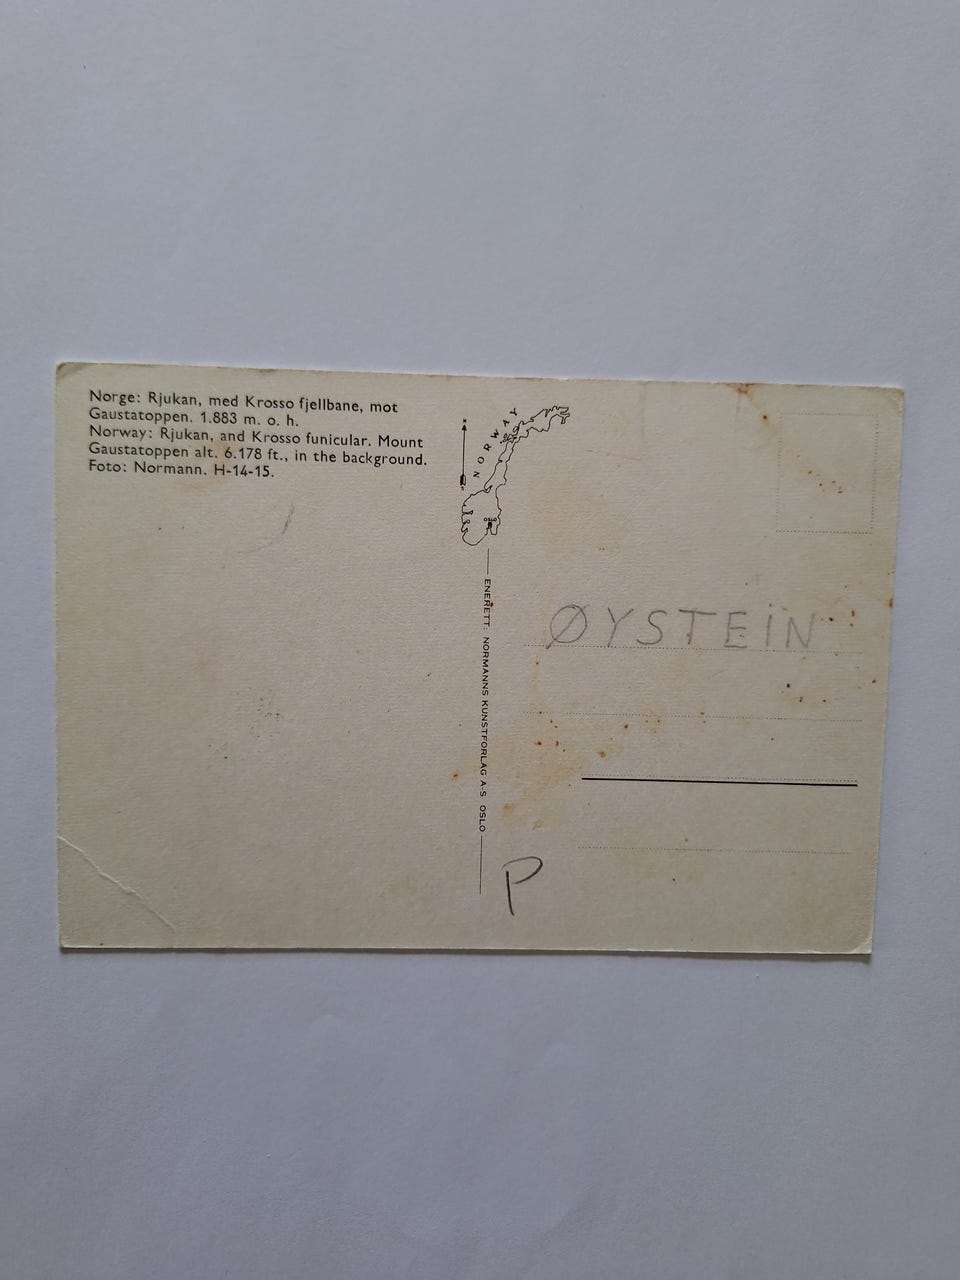 Norge: Rjukan, med Krosso fjellbane, mot
Gaustatoppen. 1.883 m. o. h.
Norway: Rjukan, and Krosso funicular. Mount
Gaustatoppen alt. 6.178 ft., in the background.
Foto: Normann. H-14-15.
NORWAY
OSLO
ENERETT: NORMANNS KUNSTFORLAG A-S OSLO
ØYSTEiN
P